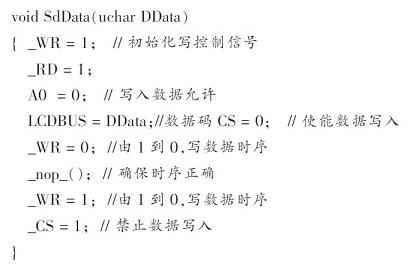 void SdData(uchar DData)
{ _WR = 1; // 初始化写控制信号
_RD = 1;
A0 = 0; // 写入数据允许
LCDBUS = DData;//数据码 CS = 0; // 使能数据写入
_WR = 0; //由 1 到 0,写数据时序
_nop_(); // 确保时序正确
_WR = 1; //由 1 到 0,写数据时序
_CS = 1; // 禁止数据写入
}